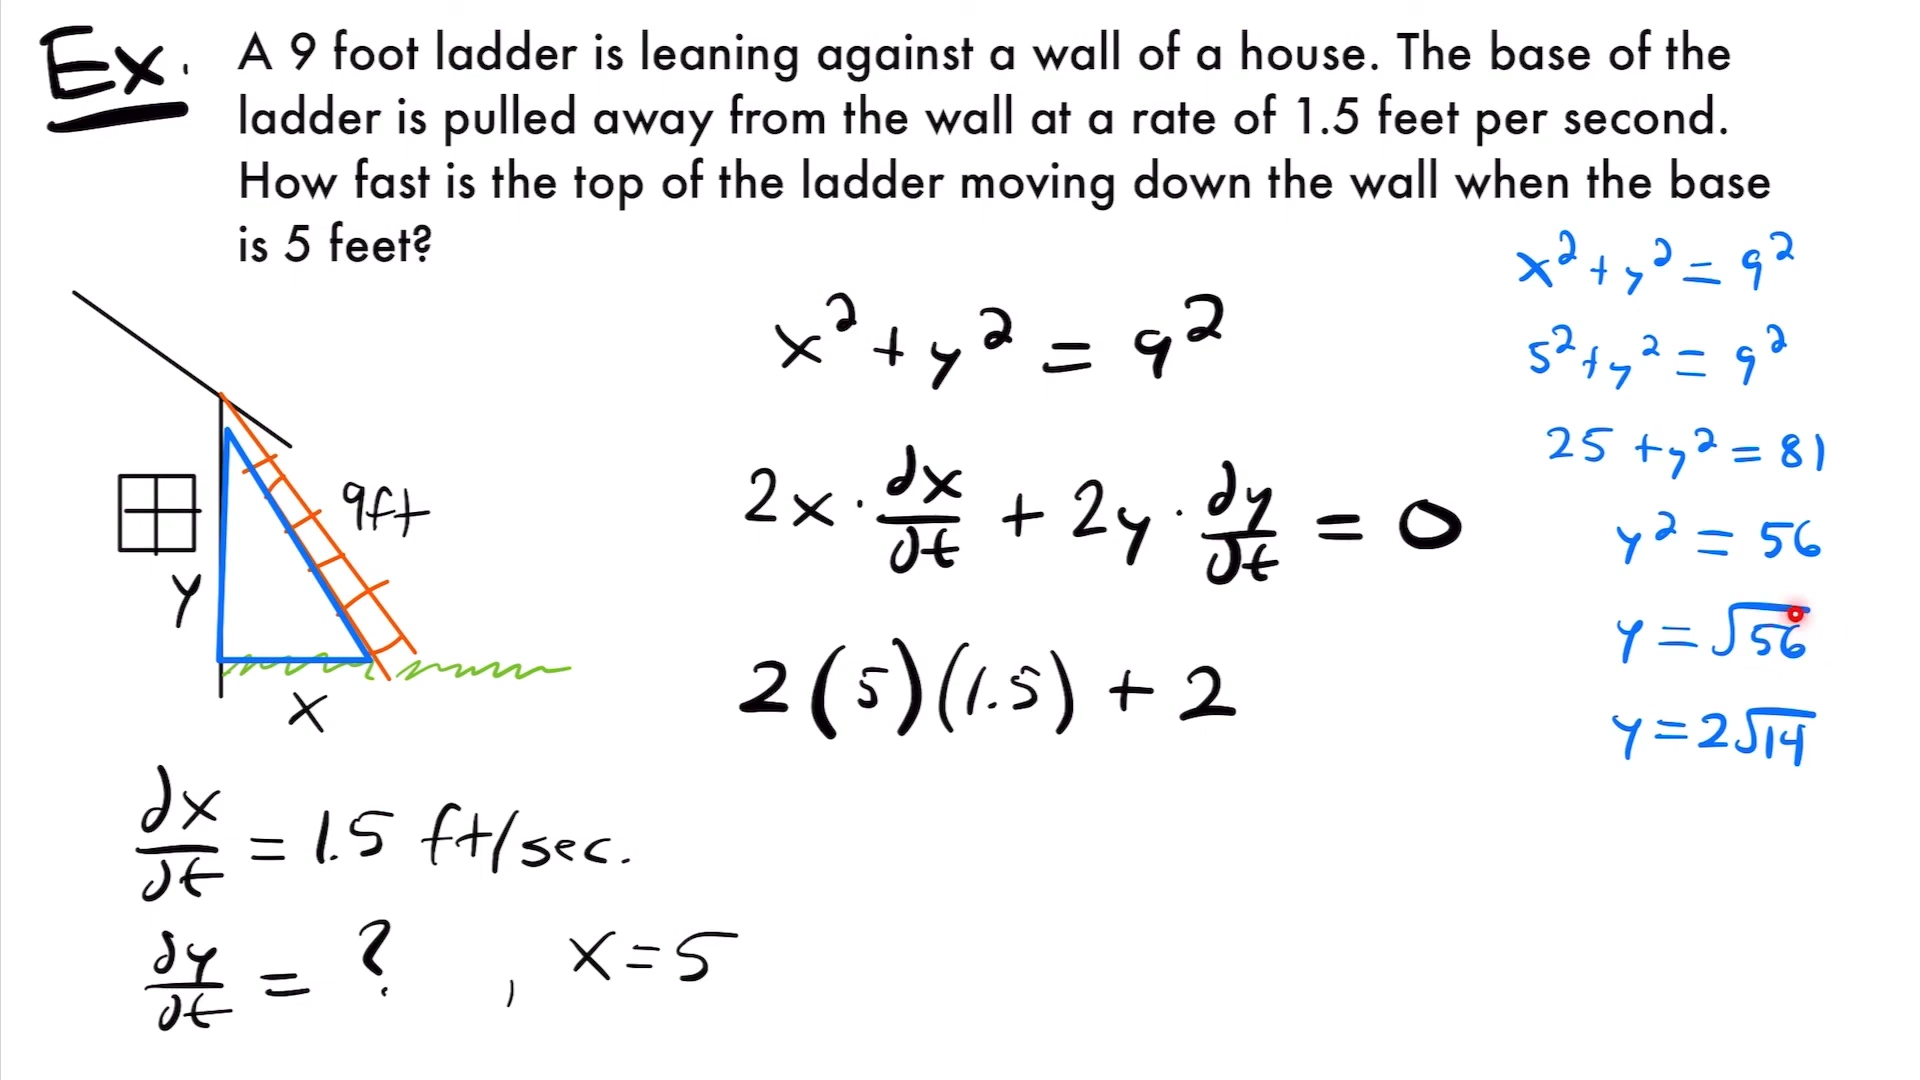 Ex. A 9 foot ladder is leaning against a wall of a house. The base of the
ladder is pulled away from the wall at a rate of 1.5 feet per second.
How fast is the top of the ladder moving down the wall when the base
is 5 feet?
x² + y² = 9²
2x · dx/dt + 2y · dy/dt = 0
2(5)(1.5) + 2
x² + y² = 9²
5² + y² = 9²
25 + y² = 81
y² = 56
y = √56
y = 2√14
9ft
y
x
dx/dt = 1.5 ft/sec.
dy/dt = ? , x = 5